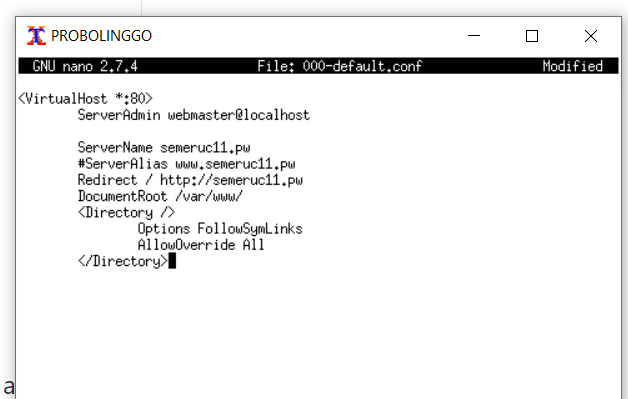 PROBOLINGGO
GNU nano 2.7.4 File: 000-default.conf Modified
<VirtualHost *:80>
ServerAdmin webmaster@localhost
ServerName semeruc11.pw
#ServerAlias www.semeruc11.pw
Redirect / http://semeruc11.pw
DocumentRoot /var/www/
<Directory />
Options FollowSymLinks
AllowOverride All
</Directory>
a